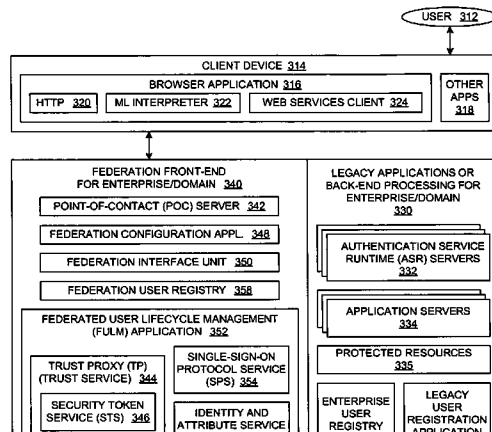 USER 312
CLIENT DEVICE 314
BROWSER APPLICATION 316
HTTP 320
ML INTERPRETER 322
WEB SERVICES CLIENT 324
OTHER
APPS
318
FEDERATION FRONT-END
FOR ENTERPRISE/DOMAIN 340
POINT-OF-CONTACT (POC) SERVER 342
FEDERATION CONFIGURATION APPL. 348
FEDERATION INTERFACE UNIT 350
FEDERATION USER REGISTRY 358
FEDERATED USER LIFECYCLE MANAGEMENT
(FULM) APPLICATION 352
TRUST PROXY (TP)
(TRUST SERVICE) 344
SECURITY TOKEN
SERVICE (STS) 346
SINGLE-SIGN-ON
PROTOCOL SERVICE
(SPS) 354
IDENTITY AND
ATTRIBUTE SERVICE
LEGACY APPLICATIONS OR
BACK-END PROCESSING FOR
ENTERPRISE/DOMAIN
330
AUTHENTICATION SERVICE
RUNTIME (ASR) SERVERS
332
APPLICATION SERVERS
334
PROTECTED RESOURCES
335
ENTERPRISE
USER
REGISTRY
LEGACY
USER
REGISTRATION
APPLICATION